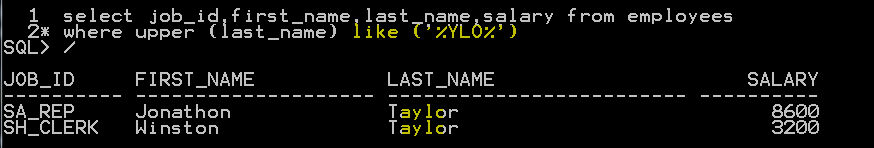 1 select job_id,first_name,last_name,salary from employees
2* where upper (last_name) like ('%YLO%')
SQL> /
JOB_ID FIRST_NAME LAST_NAME SALARY
---------- -------------------- ------------------------- ----------
SA_REP Jonathon Taylor 8600
SH_CLERK Winston Taylor 3200